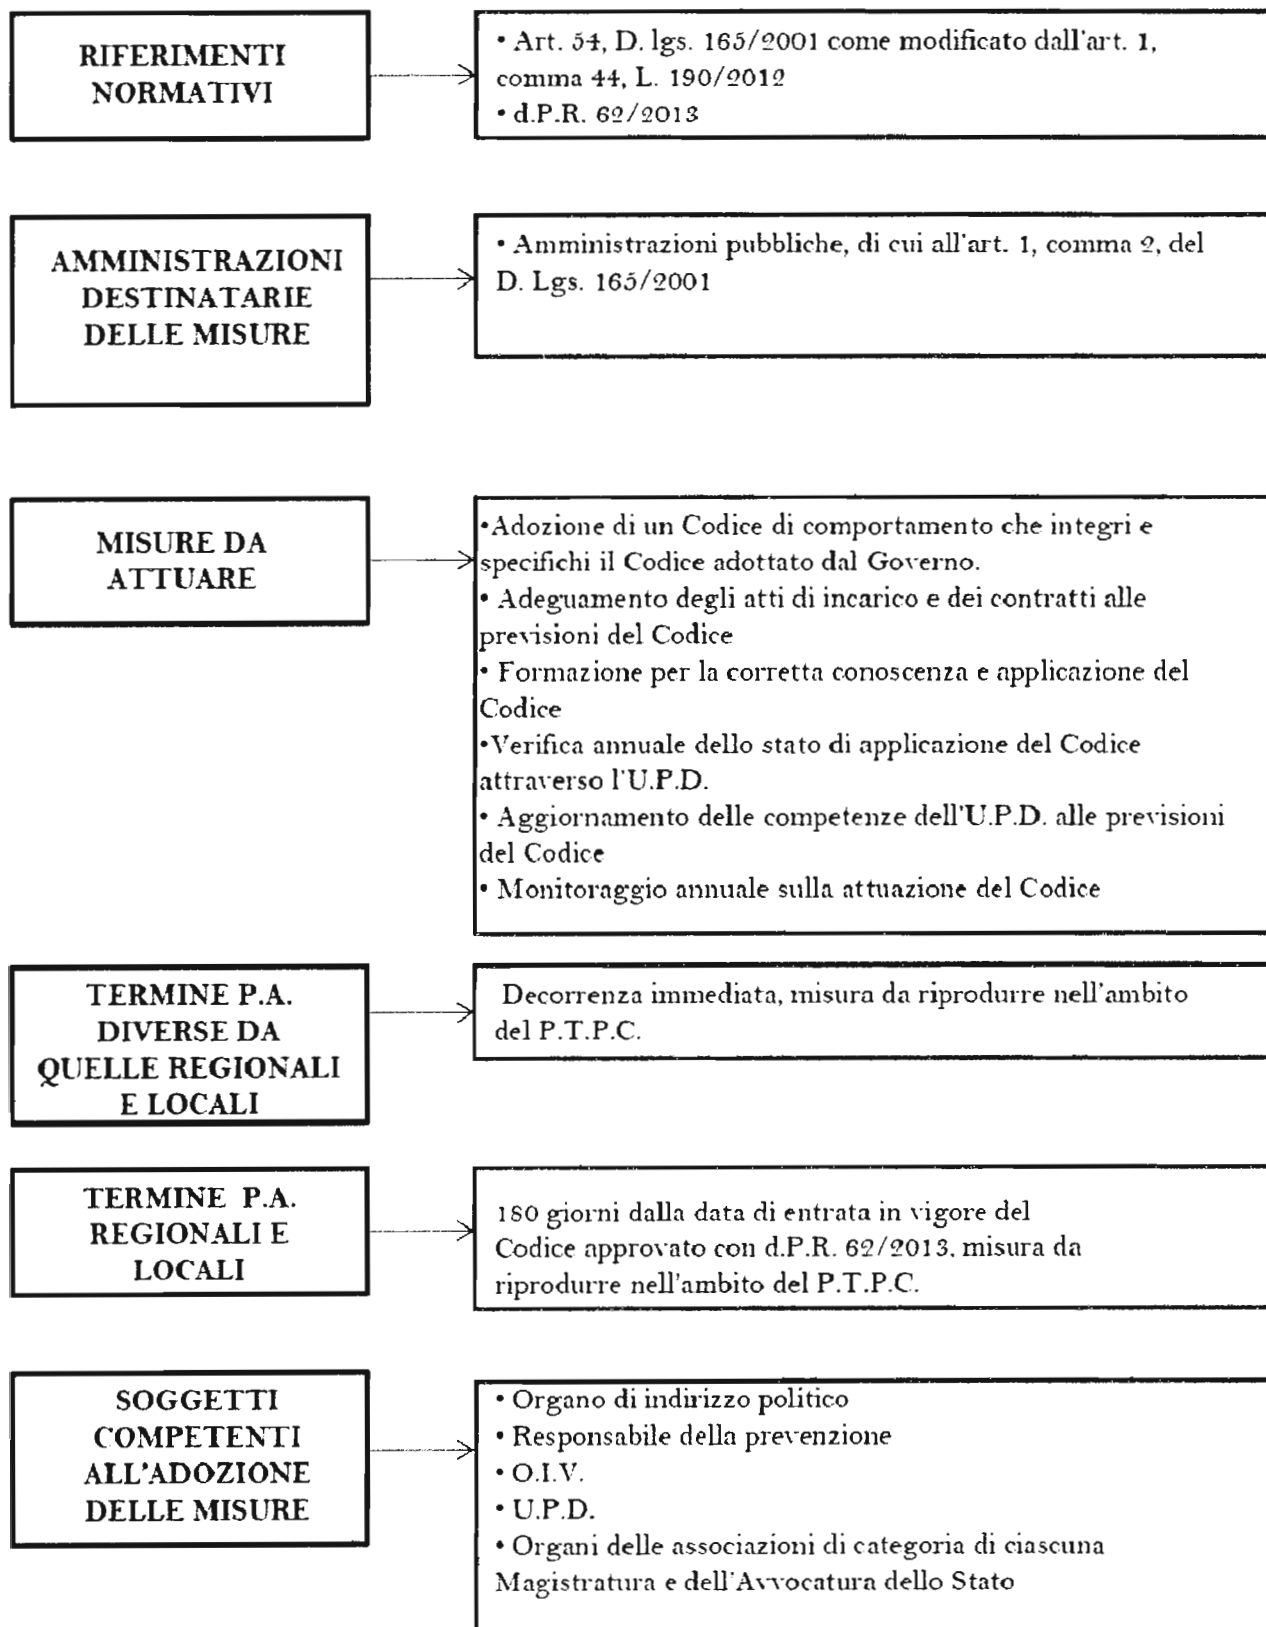 RIFERIMENTI
NORMATIVI
• Art. 54, D. lgs. 165/2001 come modificato dall'art. 1,
comma 44, L. 190/2012
• d.P.R. 62/2013
AMMINISTRAZIONI
DESTINATARIE
DELLE MISURE
• Amministrazioni pubbliche, di cui all'art. 1, comma 2, del
D. Lgs. 165/2001
MISURE DA
ATTUARE
•Adozione di un Codice di comportamento che integri e
specifichi il Codice adottato dal Governo.
• Adeguamento degli atti di incarico e dei contratti alle
previsioni del Codice
• Formazione per la corretta conoscenza e applicazione del
Codice
•Verifica annuale dello stato di applicazione del Codice
attraverso l'U.P.D.
• Aggiornamento delle competenze dell'U.P.D. alle previsioni
del Codice
• Monitoraggio annuale sulla attuazione del Codice
TERMINE P.A.
DIVERSE DA
QUELLE REGIONALI
E LOCALI
Decorrenza immediata, misura da riprodurre nell'ambito
del P.T.P.C.
TERMINE P.A.
REGIONALI E
LOCALI
180 giorni dalla data di entrata in vigore del
Codice approvato con d.P.R. 62/2013, misura da
riprodurre nell'ambito del P.T.P.C.
SOGGETTI
COMPETENTI
ALL'ADOZIONE
DELLE MISURE
• Organo di indirizzo politico
• Responsabile della prevenzione
• O.I.V.
• U.P.D.
• Organi delle associazioni di categoria di ciascuna
Magistratura e dell'Avvocatura dello Stato